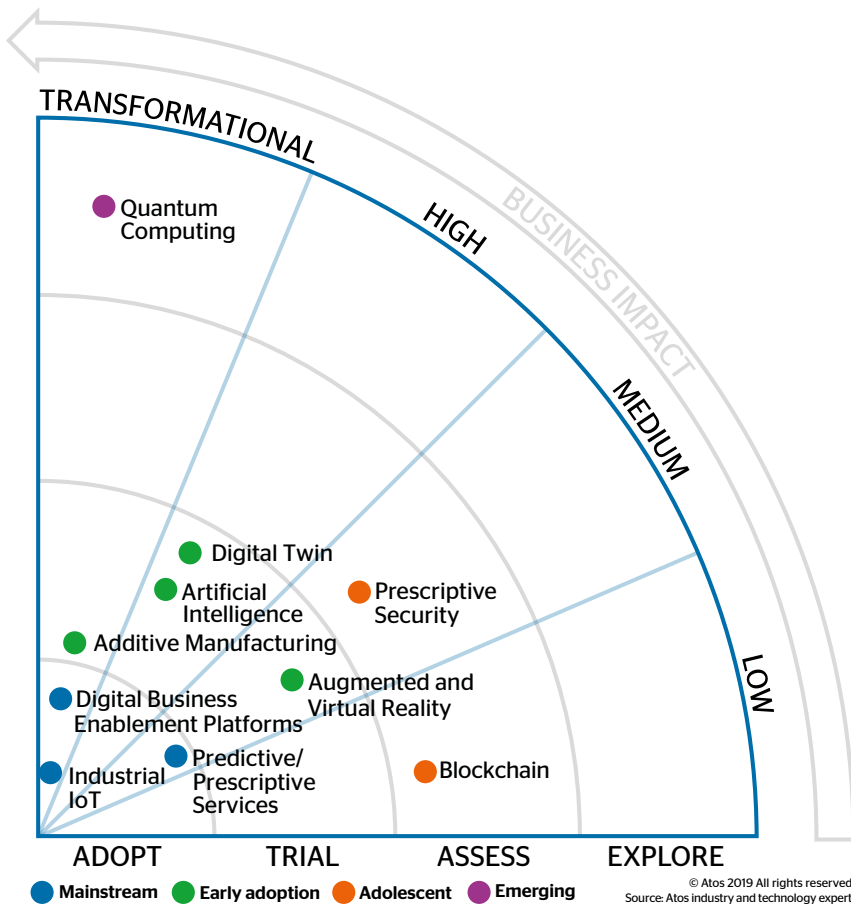 TRANSFORMATIONAL
HIGH
BUSINESS IMPACT
MEDIUM
LOW
Quantum
Computing
Digital Twin
Artificial
Intelligence
Prescriptive
Security
Additive Manufacturing
Augmented and
Virtual Reality
Digital Business
Enablement Platforms
Predictive/
Prescriptive
Services
Industrial
IoT
Blockchain
ADOPT
TRIAL
ASSESS
EXPLORE
Mainstream
Early adoption
Adolescent
Emerging
© Atos 2019 All rights reserved
Source: Atos industry and technology expert